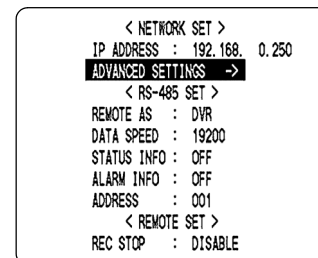 < NETWORK SET >
IP ADDRESS : 192.168. 0.250
ADVANCED SETTINGS ->
< RS-485 SET >
REMOTE AS : DVR
DATA SPEED : 19200
STATUS INFO : OFF
ALARM INFO : OFF
ADDRESS : 001
< REMOTE SET >
REC STOP : DISABLE